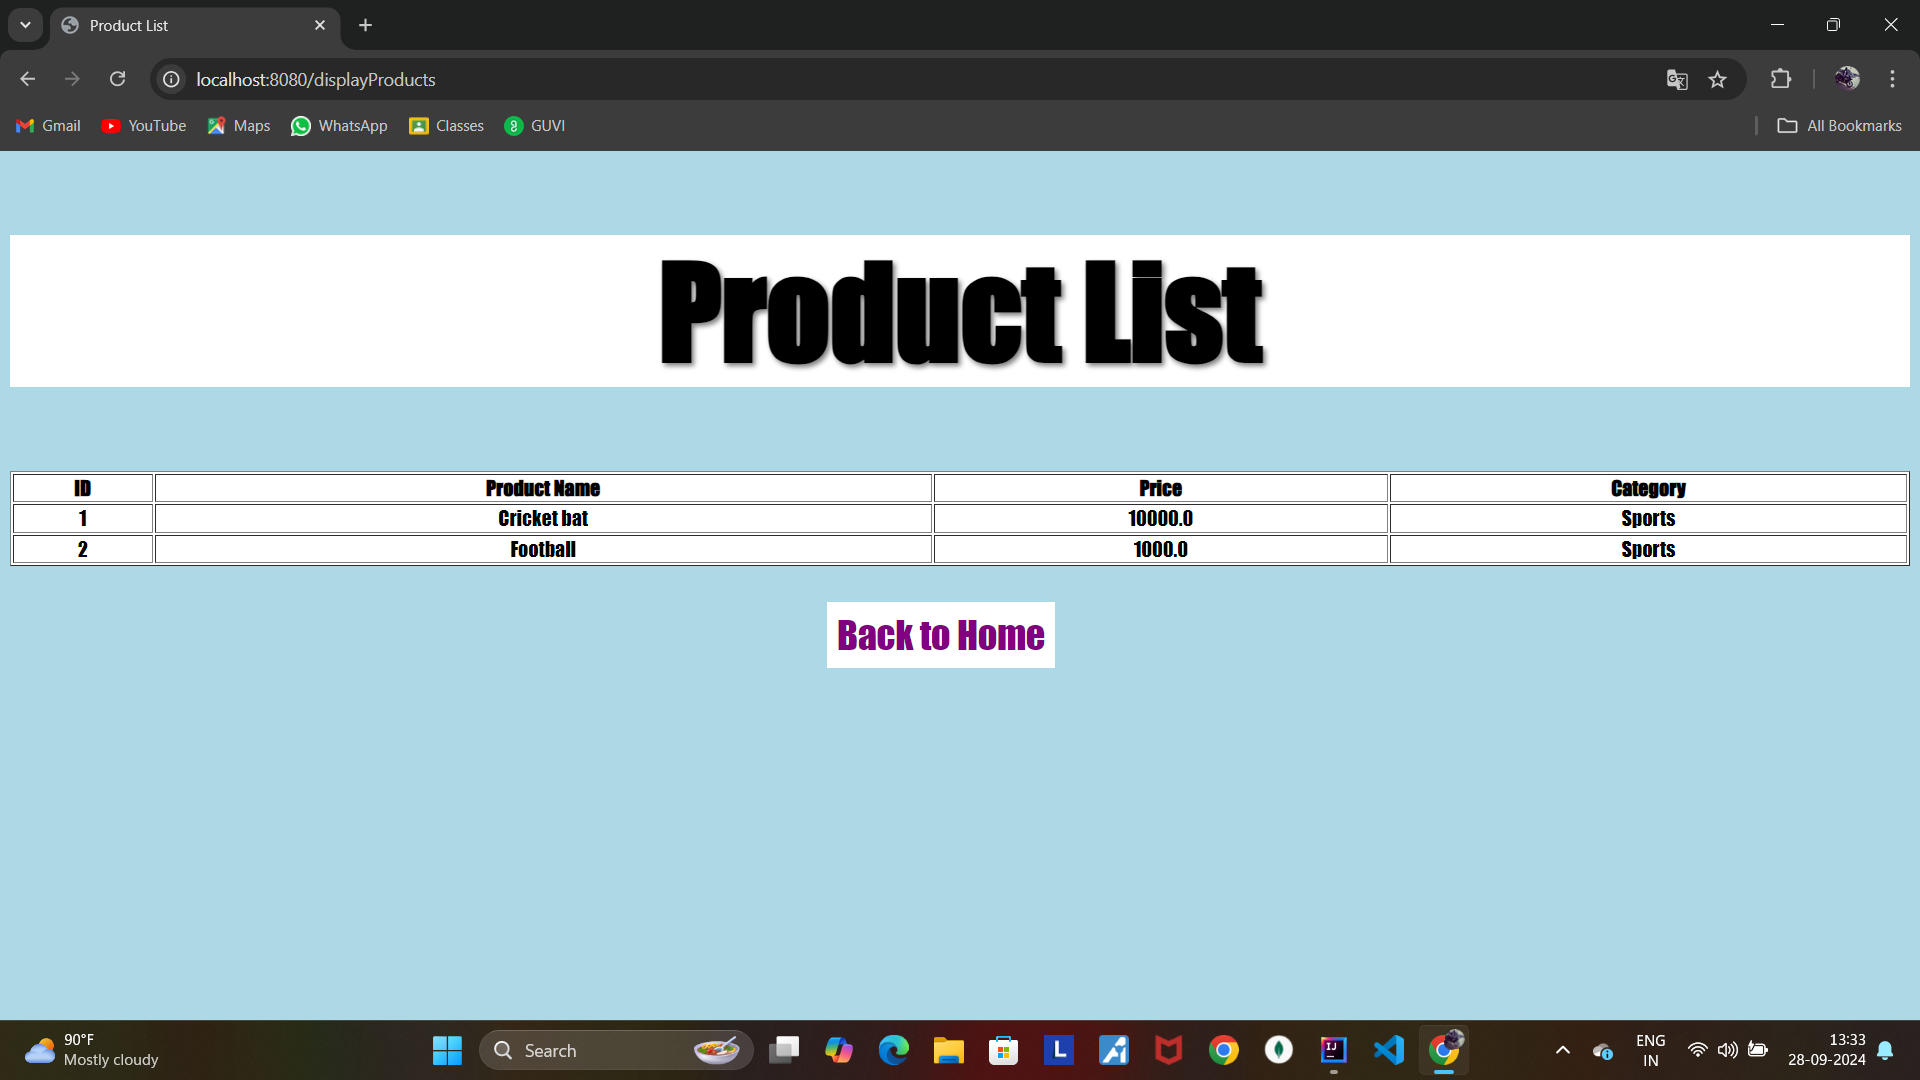 Product List
localhost:8080/displayProducts
Gmail YouTube Maps WhatsApp Classes GUVI All Bookmarks
Product List
ID Product Name Price Category
1 Cricket bat 10000.0 Sports
2 Football 1000.0 Sports
Back to Home
90°F
Mostly cloudy
Search
ENG
IN
13:33
28-09-2024